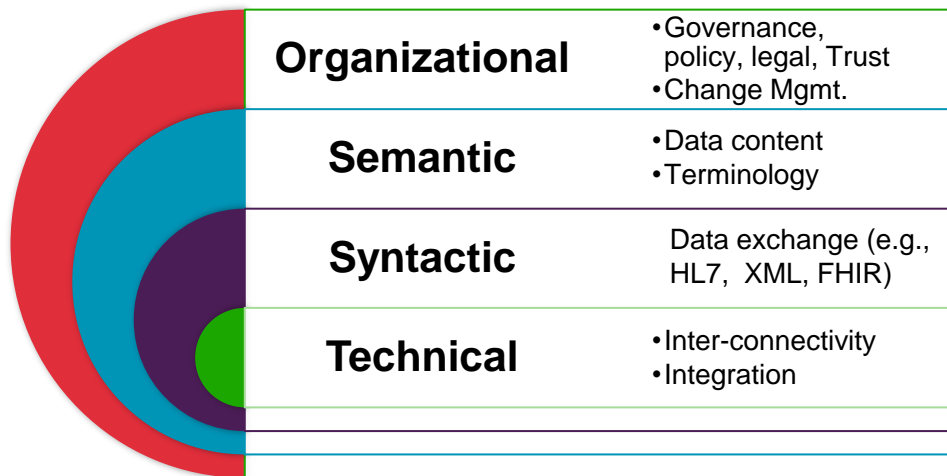 Organizational
•Governance,
policy, legal, Trust
•Change Mgmt.
Semantic
•Data content
•Terminology
Syntactic
Data exchange (e.g.,
HL7, XML, FHIR)
Technical
•Inter-connectivity
•Integration